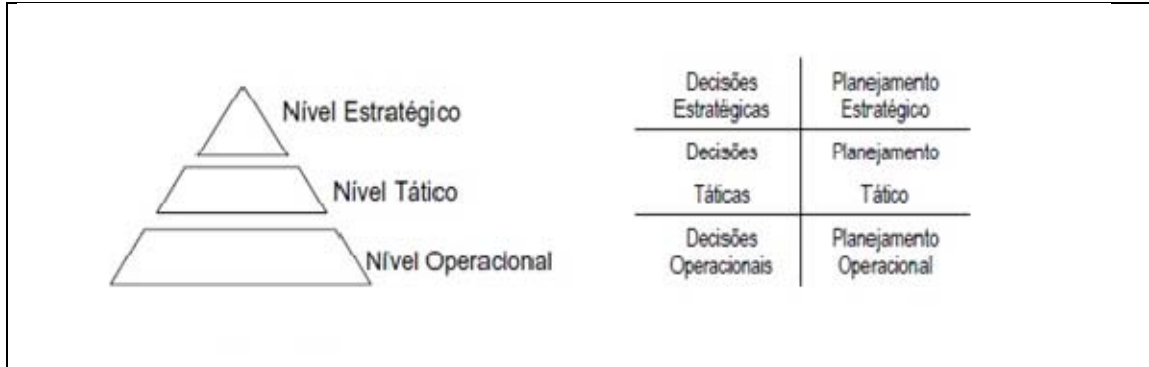 Nível Estratégico
Nível Tático
Nível Operacional
Decisões
Estratégicas
Planejamento
Estratégico
Decisões
Táticas
Planejamento
Tático
Decisões
Operacionais
Planejamento
Operacional